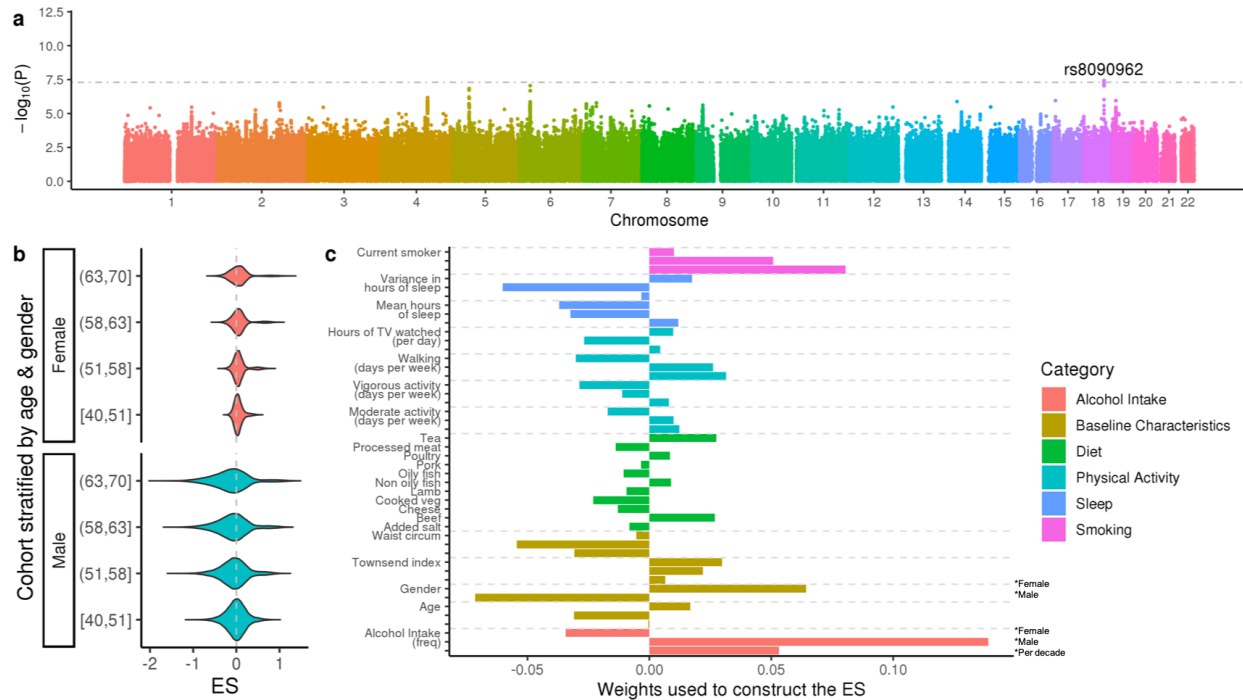 a
12.5
10.0
7.5
5.0
2.5
0.0
− log₁₀(P)
rs8090962
1 2 3 4 5 6 7 8 9 10 11 12 13 14 15 16 17 18 19 20 21 22
Chromosome
b
Cohort stratified by age & gender
Female
(63,70]
(58,63]
(51,58]
[40,51]
Male
(63,70]
(58,63]
(51,58]
[40,51]
-2 -1 0 1
ES
c
Current smoker
Variance in
hours of sleep
Mean hours
of sleep
Hours of TV watched
(per day)
Walking
(days per week)
Vigorous activity
(days per week)
Moderate activity
(days per week)
Tea
Processed meat
Poultry
Pork
Oily fish
Non oily fish
Lamb
Cooked veg
Cheese
Beef
Added salt
Waist circum
Townsend index
Gender
Age
Alcohol Intake
(freq)
*Female
*Male
*Female
*Male
*Per decade
-0.05 0.00 0.05 0.10
Weights used to construct the ES
Category
Alcohol Intake
Baseline Characteristics
Diet
Physical Activity
Sleep
Smoking